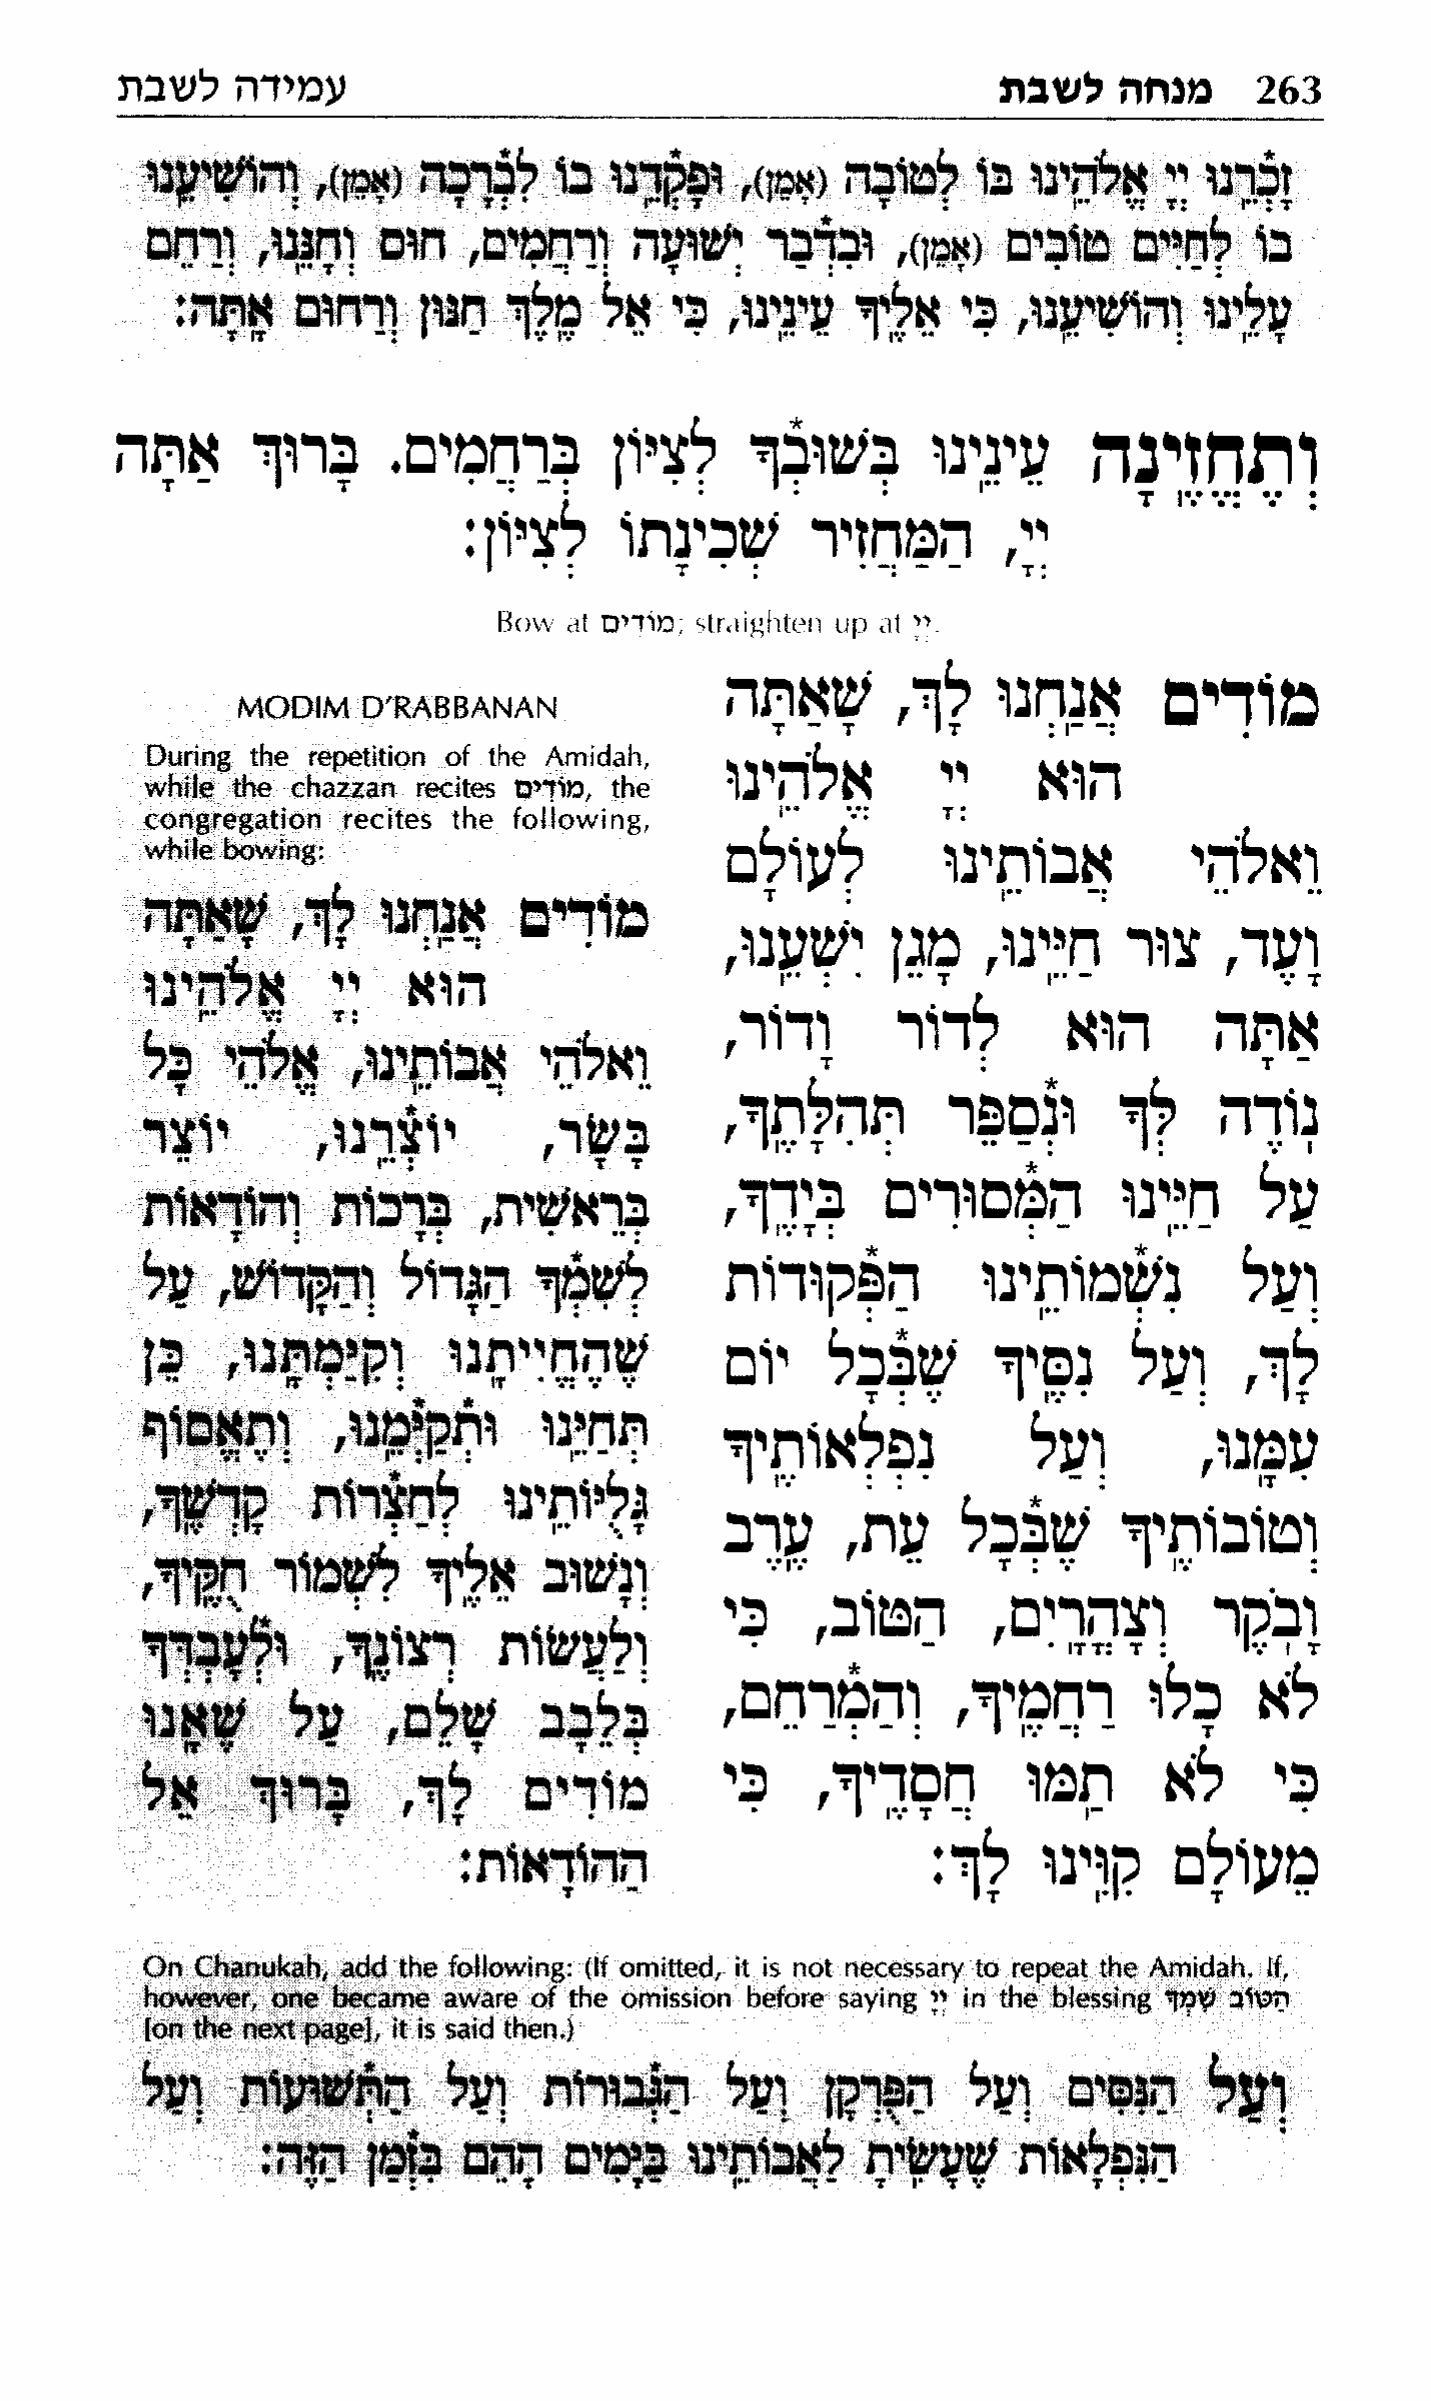 263 מנחה לשבת עמידה לשבת
זָכְרֵֽנוּ יְיָ אֱלֹהֵֽינוּ בּוֹ לְטוֹבָה (אָמֵן), וּפָקְדֵֽנוּ בוֹ לִבְרָכָה (אָמֵן), וְהוֹשִׁיעֵֽנוּ
בוֹ לְחַיִּים טוֹבִים (אָמֵן), וּבִדְבַר יְשׁוּעָה וְרַחֲמִים, חוּס וְחָנֵּֽנוּ, וְרַחֵם
עָלֵֽינוּ וְהוֹשִׁיעֵֽנוּ, כִּי אֵלֶֽיךָ עֵינֵֽינוּ, כִּי אֵל מֶֽלֶךְ חַנּוּן וְרַחוּם אָֽתָּה:
וְתֶחֱזֶֽינָה עֵינֵֽינוּ בְּשׁוּבְךָ לְצִיּוֹן בְּרַחֲמִים. בָּרוּךְ אַתָּה
יְיָ, הַמַּחֲזִיר שְׁכִינָתוֹ לְצִיּוֹן:
Bow at מוֹדִים; straighten up at יְיָ.
מוֹדִים אֲנַֽחְנוּ לָךְ, שָׁאַתָּה
הוּא יְיָ אֱלֹהֵֽינוּ
וֵאלֹהֵי אֲבוֹתֵֽינוּ לְעוֹלָם
וָעֶד, צוּר חַיֵּֽינוּ, מָגֵן יִשְׁעֵֽנוּ,
אַתָּה הוּא לְדוֹר וָדוֹר,
נֽוֹדֶה לְּךָ וּנְסַפֵּר תְּהִלָּתֶֽךָ,
עַל חַיֵּֽינוּ הַמְּסוּרִים בְּיָדֶֽךָ,
וְעַל נִשְׁמוֹתֵֽינוּ הַפְּקוּדוֹת
לָךְ, וְעַל נִסֶּֽיךָ שֶׁבְּכָל יוֹם
עִמָּֽנוּ, וְעַל נִפְלְאוֹתֶֽיךָ
וְטוֹבוֹתֶֽיךָ שֶׁבְּכָל עֵת, עֶֽרֶב
וָבֹֽקֶר וְצָהֳרָֽיִם, הַטּוֹב, כִּי
לֹא כָלוּ רַחֲמֶֽיךָ, וְהַמְרַחֵם,
כִּי לֹא תַֽמּוּ חֲסָדֶֽיךָ, כִּי
מֵעוֹלָם קִוִּֽינוּ לָךְ:
MODIM D'RABBANAN
During the repetition of the Amidah,
while the chazzan recites מוֹדִים, the
congregation recites the following,
while bowing:
מוֹדִים אֲנַֽחְנוּ לָךְ, שָׁאַתָּה
הוּא יְיָ אֱלֹהֵֽינוּ
וֵאלֹהֵי אֲבוֹתֵֽינוּ, אֱלֹהֵי כָּל
בָּשָׂר, יוֹצְרֵֽנוּ, יוֹצֵר
בְּרֵאשִׁית, בְּרָכוֹת וְהוֹדָאוֹת
לְשִׁמְךָ הַגָּדוֹל וְהַקָּדוֹשׁ, עַל
שֶׁהֶחֱיִיתָֽנוּ וְקִיַּמְתָּֽנוּ, כֵּן
תְּחַיֵּֽנוּ וּתְקַיְּמֵֽנוּ, וְתֶאֱסוֹף
גָּלֻיּוֹתֵֽינוּ לְחַצְרוֹת קָדְשֶֽׁךָ,
וְנָשׁוּב אֵלֶֽיךָ לִשְׁמוֹר חֻקֶּֽיךָ,
וְלַעֲשׂוֹת רְצוֹנֶֽךָ, וּלְעָבְדְּךָ
בְּלֵבָב שָׁלֵם, עַל שֶׁאָֽנוּ
מוֹדִים לָךְ, בָּרוּךְ אֵל
הַהוֹדָאוֹת:
On Chanukah, add the following: (If omitted, it is not necessary to repeat the Amidah. If,
however, one became aware of the omission before saying יְיָ in the blessing הַטּוֹב שִׁמְךָ
[on the next page], it is said then.)
וְעַל הַנִּסִּים וְעַל הַפֻּרְקָן וְעַל הַגְּבוּרוֹת וְעַל הַתְּשׁוּעוֹת וְעַל
הַנִּפְלָאוֹת שֶׁעָשִֽׂיתָ לַאֲבוֹתֵֽינוּ בַּיָּמִים הָהֵם בִּזְּמַן הַזֶּה: